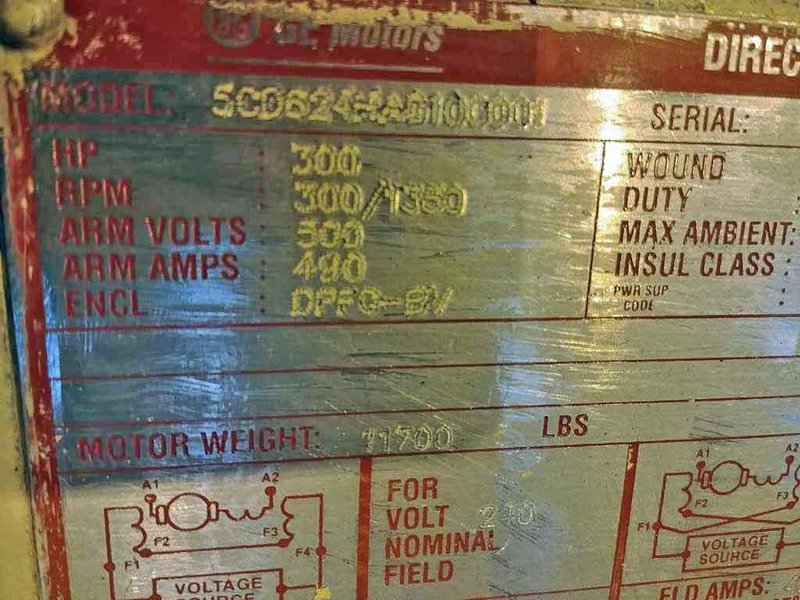 GE Motors
DIREC
MODEL:
SERIAL:
HP : 300
RPM : 300/1350
ARM VOLTS : 500
ARM AMPS : 490
ENCL : DPFG-BV
WOUND
DUTY :
MAX AMBIENT:
INSUL CLASS :
PWR SUP
CODE :
MOTOR WEIGHT: 11700 LBS
A1
A2
F2
F3
F1
F4
VOLTAGE
SOURCE
FOR
VOLT 240
NOMINAL
FIELD
A1
A2
F2
F3
F1
VOLTAGE
SOURCE
FLD AMPS: